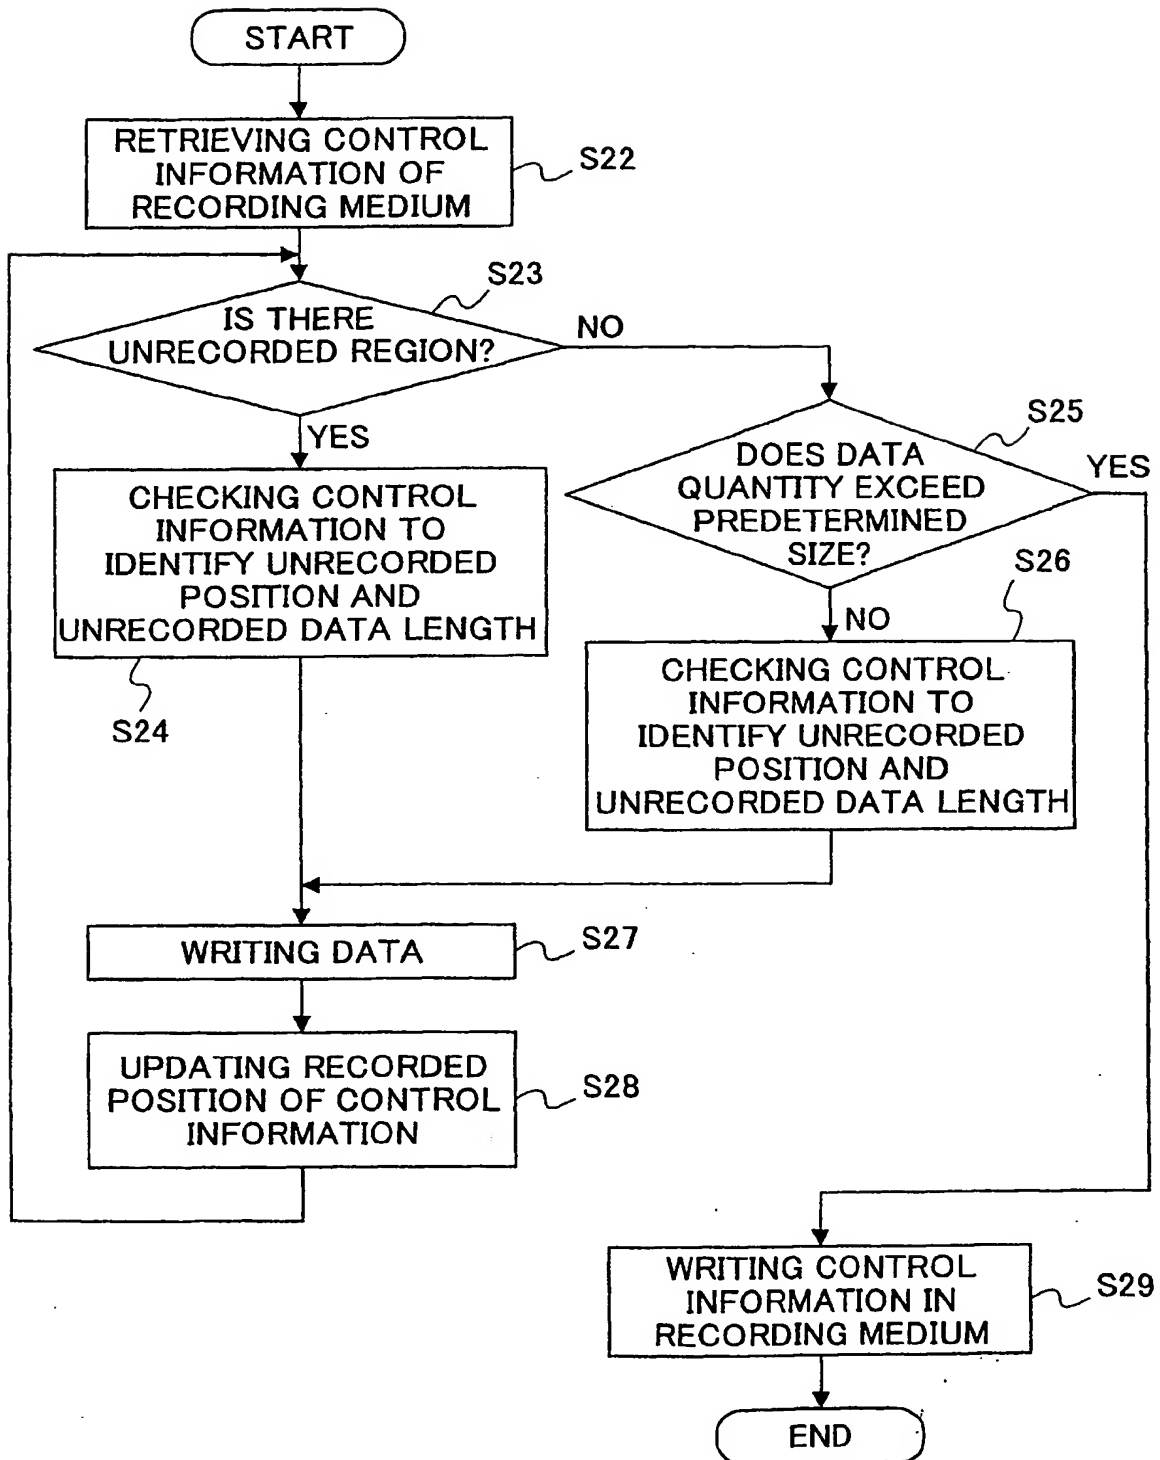 START
RETRIEVING CONTROL
INFORMATION OF
RECORDING MEDIUM
S22
S23
IS THERE
UNRECORDED REGION?
NO
YES
S25
DOES DATA
QUANTITY EXCEED
PREDETERMINED
SIZE?
YES
CHECKING CONTROL
INFORMATION TO
IDENTIFY UNRECORDED
POSITION AND
UNRECORDED DATA LENGTH
S24
NO
S26
CHECKING CONTROL
INFORMATION TO
IDENTIFY UNRECORDED
POSITION AND
UNRECORDED DATA LENGTH
WRITING DATA
S27
UPDATING RECORDED
POSITION OF CONTROL
INFORMATION
S28
WRITING CONTROL
INFORMATION IN
RECORDING MEDIUM
S29
END